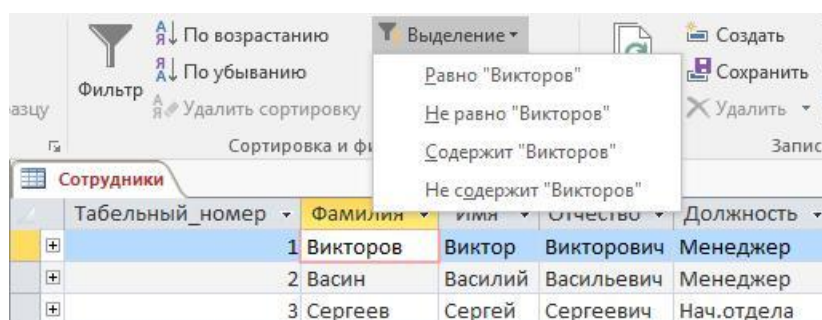 По возрастанию
Выделение
Создать
По убыванию
Равно "Викторов"
Сохранить
Фильтр
азцу
Удалить сортировку
Не равно "Викторов"
Удалить
Сортировка и фи
Содержит "Викторов"
Запис
Сотрудники
Не содержит "Викторов"
Табельный_номер Фамилия Имя Отчество Должность
1 Викторов Виктор Викторович Менеджер
2 Васин Василий Васильевич Менеджер
3 Сергеев Сергей Сергеевич Нач.отдела